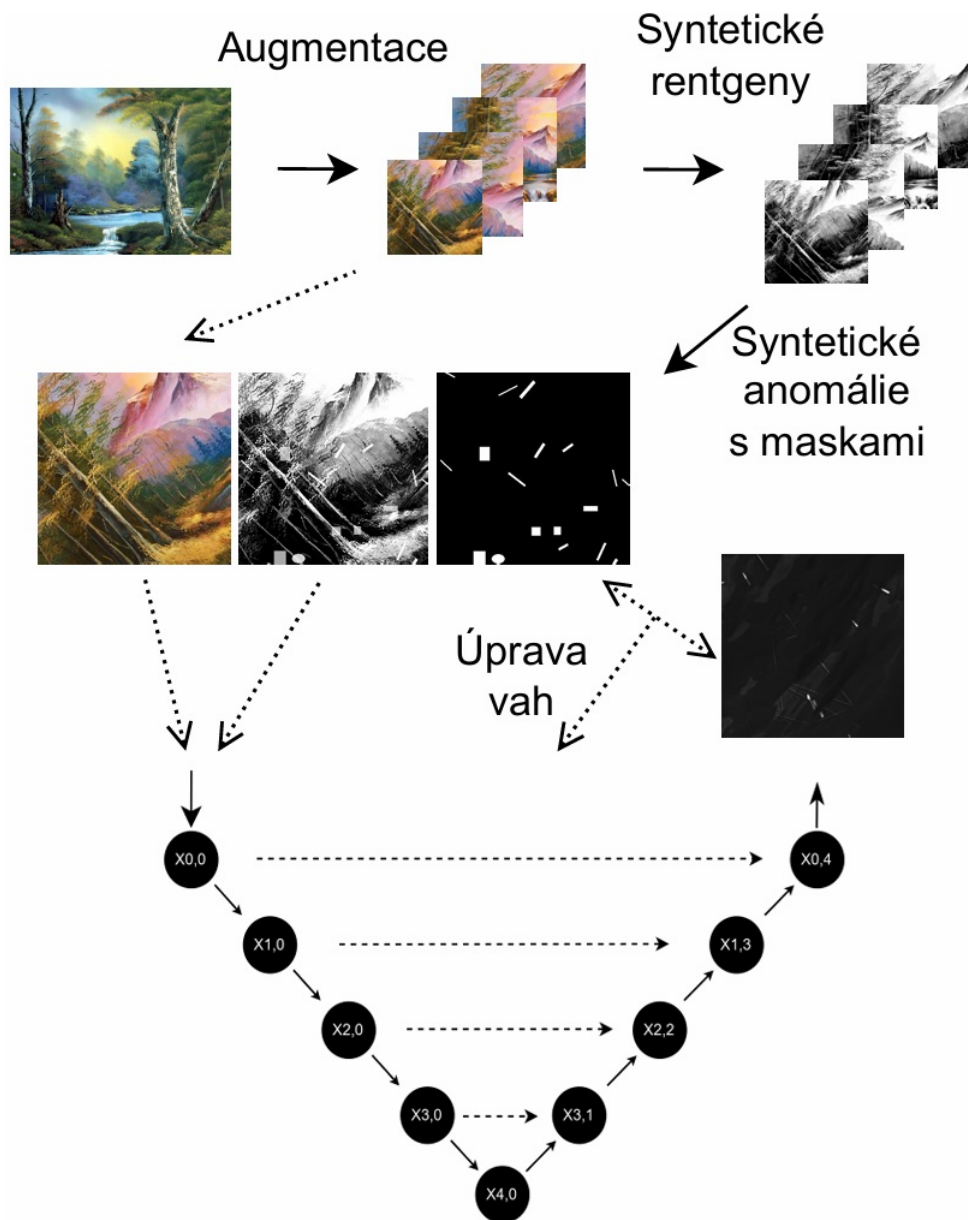 Augmentace
Syntetické
rentgeny
Syntetické
anomálie
s maskami
Úprava
vah
X0,0
X0,4
X1,0
X1,3
X2,0
X2,2
X3,0
X3,1
X4,0